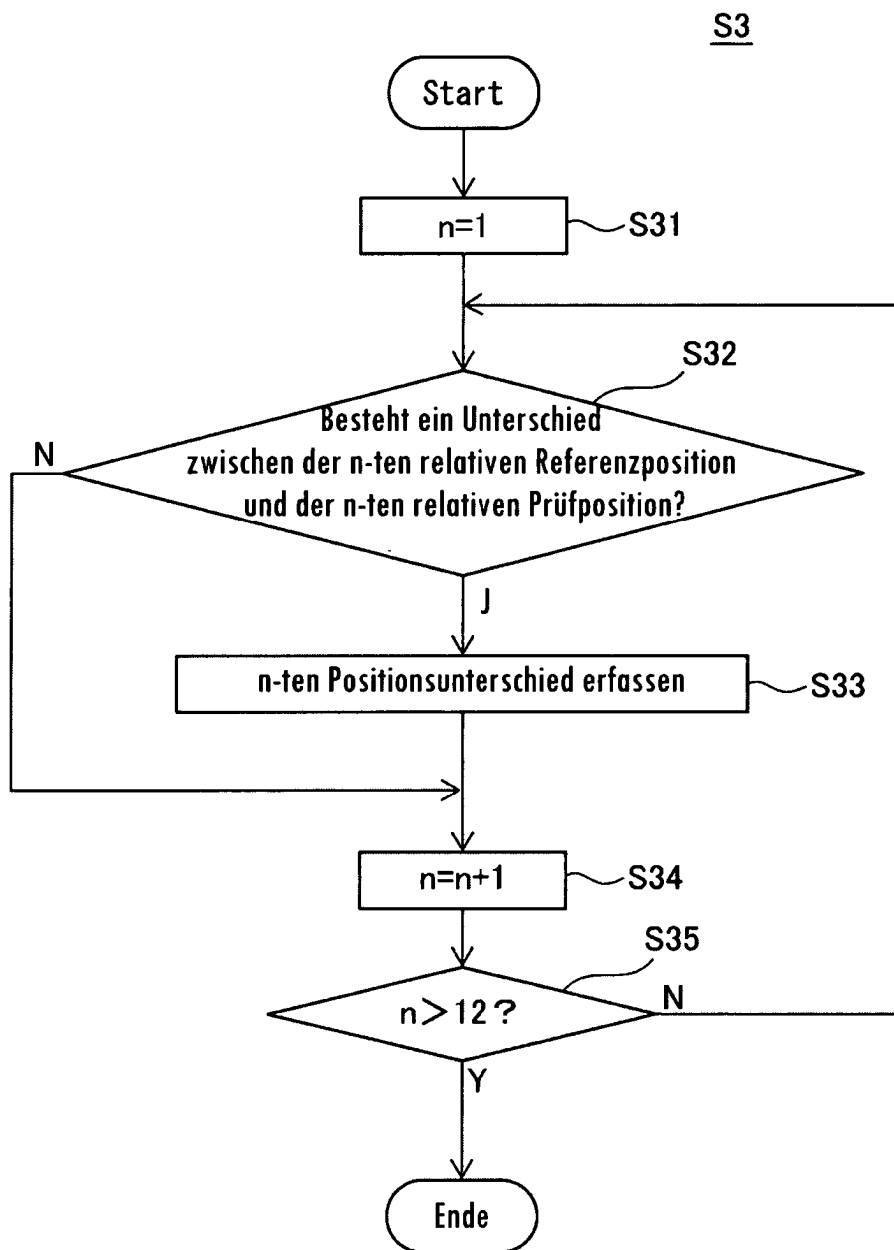 S3
Start
n=1
S31
S32
Besteht ein Unterschied
zwischen der n-ten relativen Referenzposition
und der n-ten relativen Prüfposition?
N
J
n-ten Positionsunterschied erfassen
S33
n=n+1
S34
S35
n>12?
N
Y
Ende